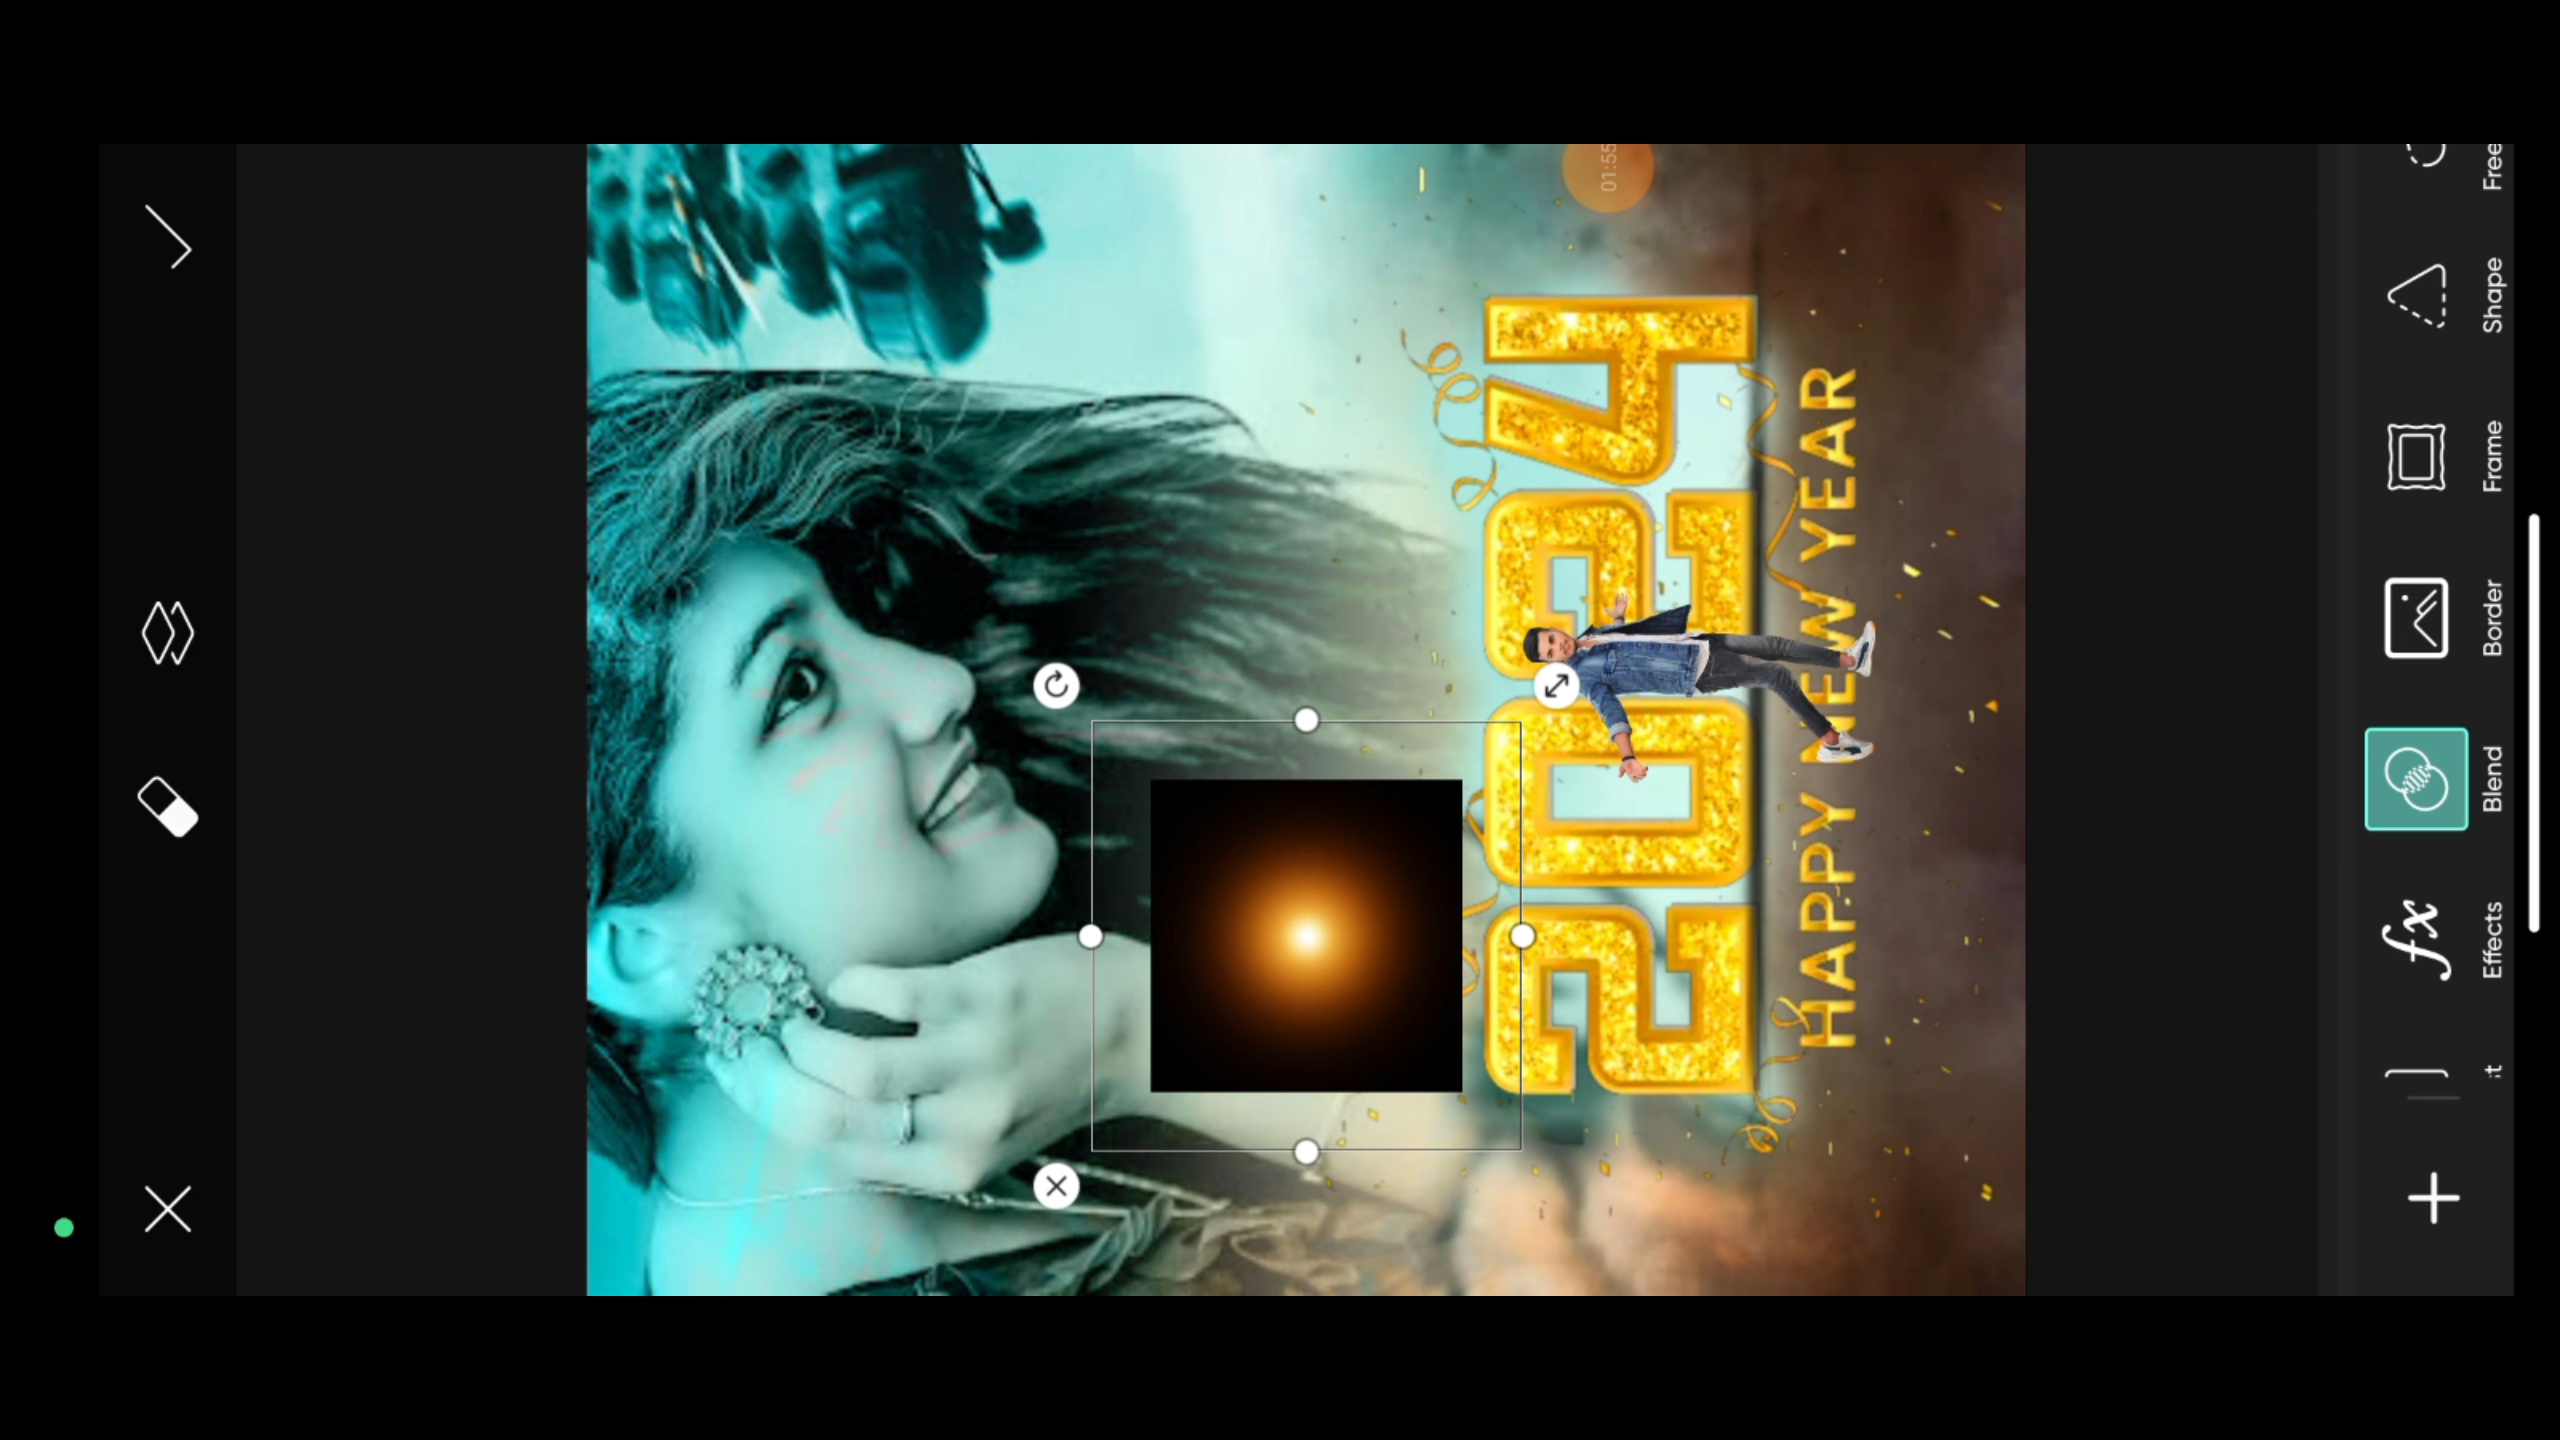 2024
01:55
HAPPY NEW YEAR
Effects
Blend
Border
Frame
Shape
Free